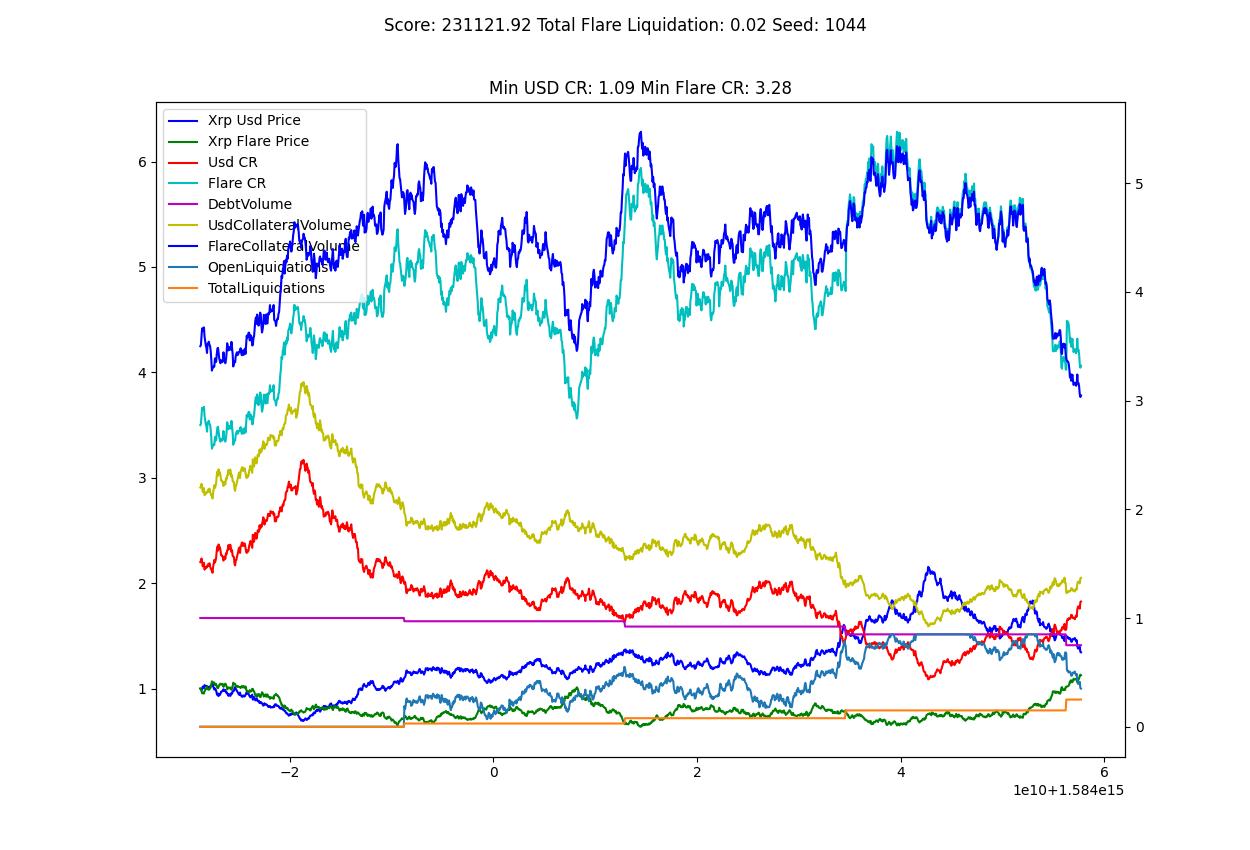 Score: 231121.92 Total Flare Liquidation: 0.02 Seed: 1044
Min USD CR: 1.09 Min Flare CR: 3.28
Xrp Usd Price
Xrp Flare Price
Usd CR
Flare CR
DebtVolume
UsdCollateralVolume
FlareCollateralVolume
OpenLiquidations
TotalLiquidations
6
5
4
3
2
1
5
4
3
2
1
0
−2
0
2
4
6
1e10+1.584e15